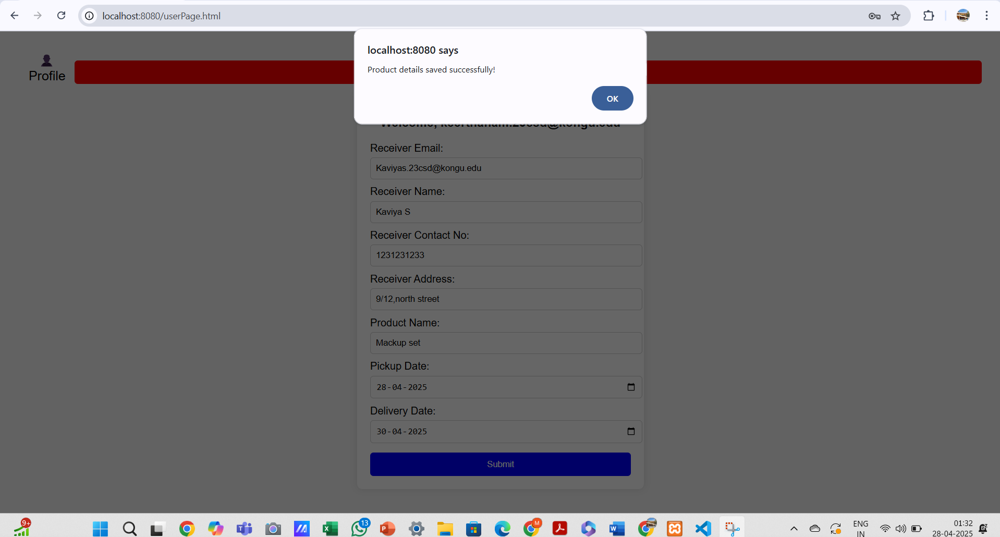 localhost:8080/userPage.html
localhost:8080 says
Product details saved successfully!
OK
Profile
Receiver Email:
Kaviyas.23csd@kongu.edu
Receiver Name:
Kaviya S
Receiver Contact No:
1231231233
Receiver Address:
9/12,north street
Product Name:
Mackup set
Pickup Date:
28-04-2025
Delivery Date:
30-04-2025
Submit
9+
13
M
ENG
IN
01:32
28-04-2025